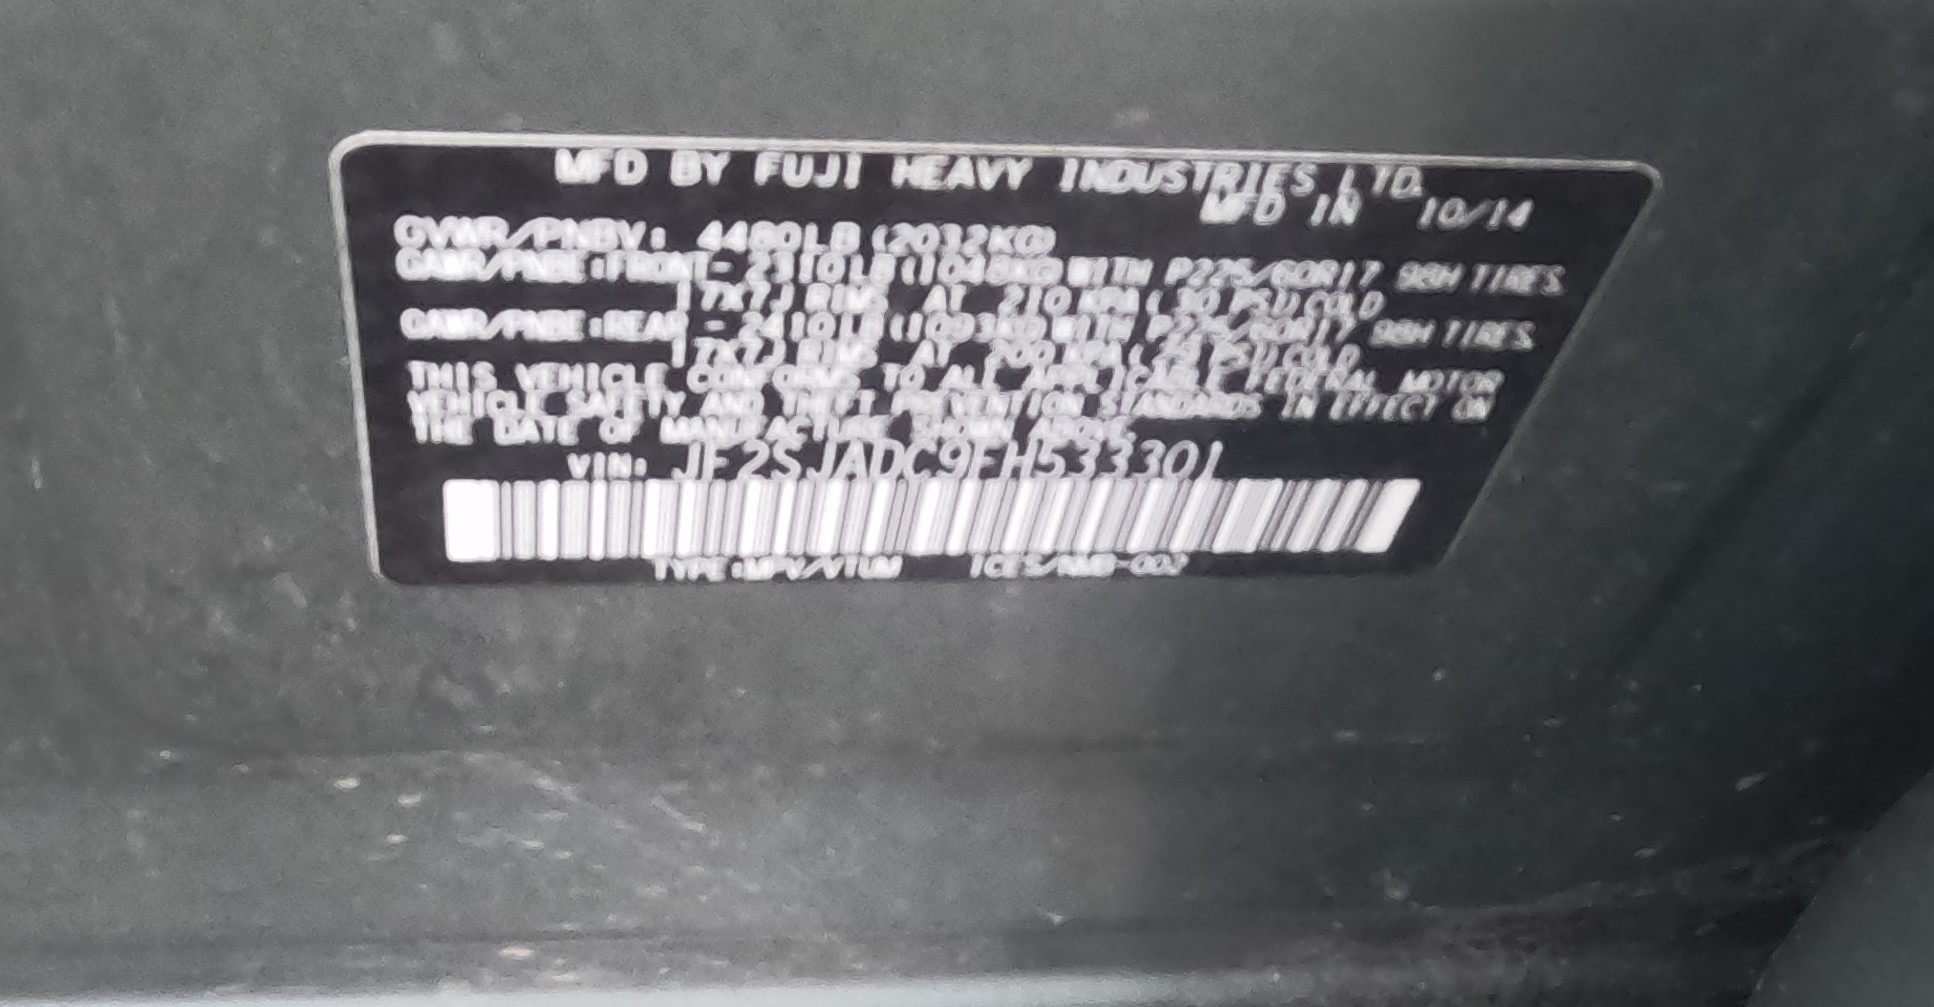 MFD BY FUJI HEAVY INDUSTRIES LTD.
MFD IN 10/14
GVWR/PNBV: 4480LB (2032KG)
GAWR/PNBE:FRONT- 2310LB (1048KG) WITH P225/60R17 98H TIRES
17X7J RIMS AT 210 KPA ( 30 PSI) COLD
GAWR/PNBE:REAR - 2410LB (1093KG) WITH P225/60R17 98H TIRES
17X7J RIMS AT 200 KPA ( 29 PSI) COLD
THIS VEHICLE CONFORMS TO ALL APPLICABLE FEDERAL MOTOR
VEHICLE SAFETY AND THEFT PREVENTION STANDARDS IN EFFECT ON
THE DATE OF MANUFACTURE SHOWN ABOVE.
VIN: JF2SJADC9FH533301
TYPE:MPV/VTUM ICES/NMB-002